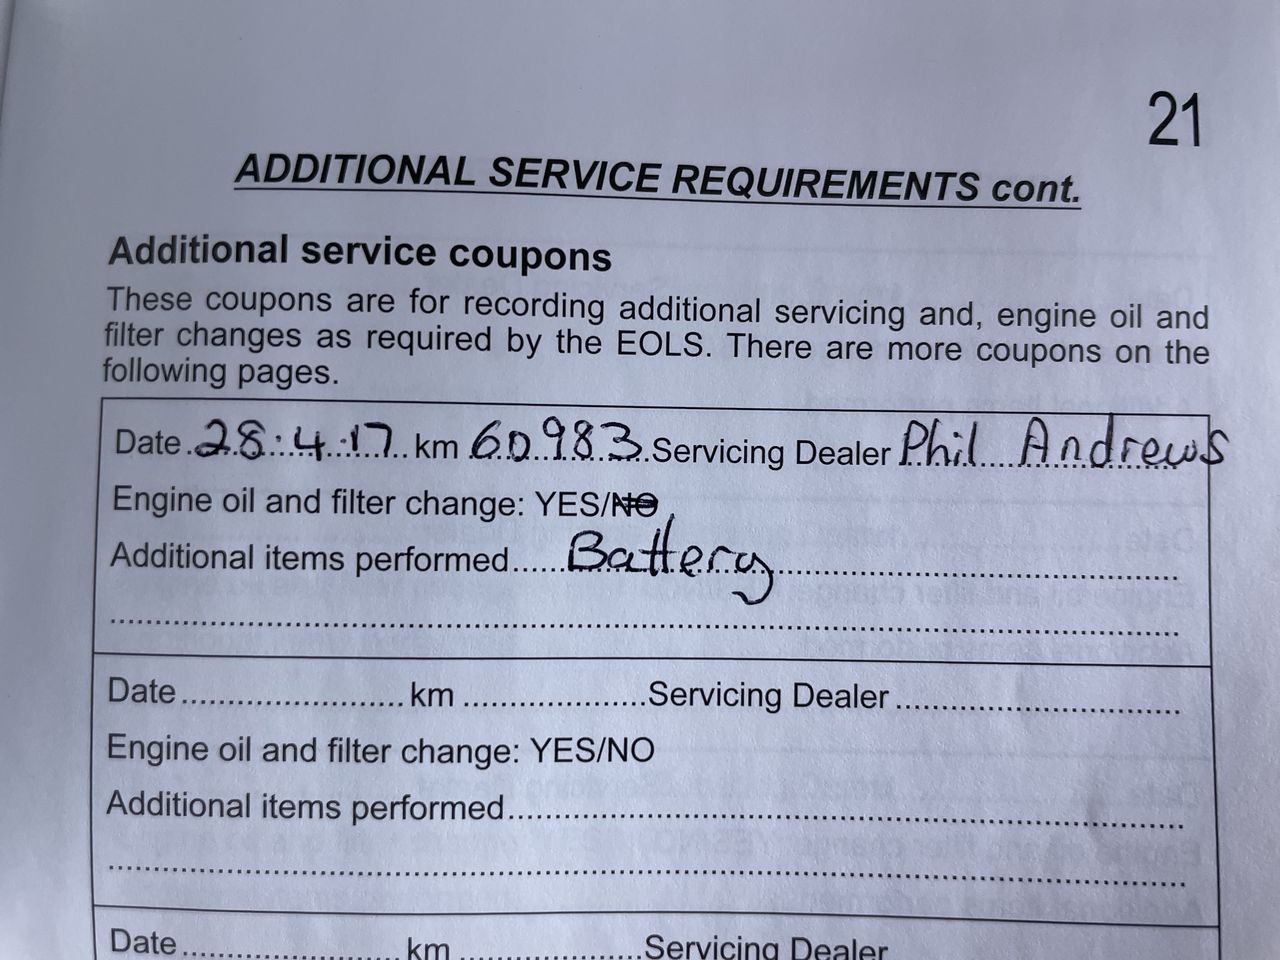 21
ADDITIONAL SERVICE REQUIREMENTS cont.
Additional service coupons
These coupons are for recording additional servicing and, engine oil and
filter changes as required by the EOLS. There are more coupons on the
following pages.
Date 28.4.17 km 60983 Servicing Dealer Phil Andrews
Engine oil and filter change: YES/NO
Additional items performed Battery
Date.......................km....................Servicing Dealer..............................
Engine oil and filter change: YES/NO
Additional items performed......................................................................
Date.......................km....................Servicing Dealer